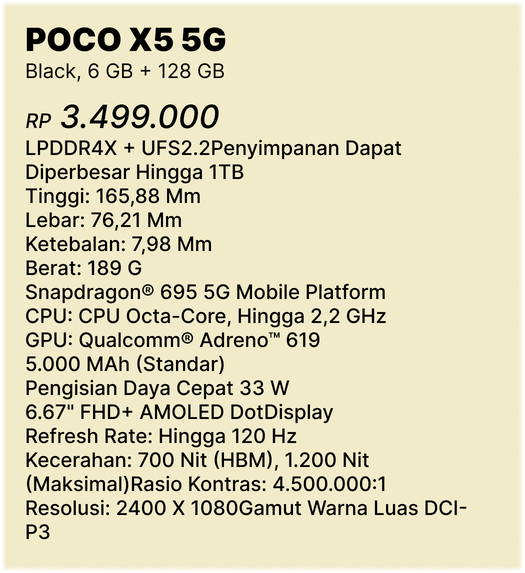 POCO X5 5G
Black, 6 GB + 128 GB
RP 3.499.000
LPDDR4X + UFS2.2Penyimpanan Dapat
Diperbesar Hingga 1TB
Tinggi: 165,88 Mm
Lebar: 76,21 Mm
Ketebalan: 7,98 Mm
Berat: 189 G
Snapdragon® 695 5G Mobile Platform
CPU: CPU Octa-Core, Hingga 2,2 GHz
GPU: Qualcomm® Adreno™ 619
5.000 MAh (Standar)
Pengisian Daya Cepat 33 W
6.67" FHD+ AMOLED DotDisplay
Refresh Rate: Hingga 120 Hz
Kecerahan: 700 Nit (HBM), 1.200 Nit
(Maksimal)Rasio Kontras: 4.500.000:1
Resolusi: 2400 X 1080Gamut Warna Luas DCI-
P3